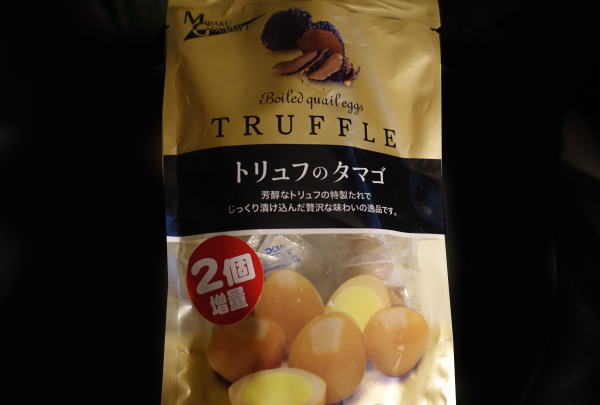 MIRAKU
GOURMET
Boiled quail eggs
TRUFFLE
トリュフのタマゴ
芳醇なトリュフの特製たれで
じっくり漬け込んだ贅沢な味わいの逸品です。
2個
増量